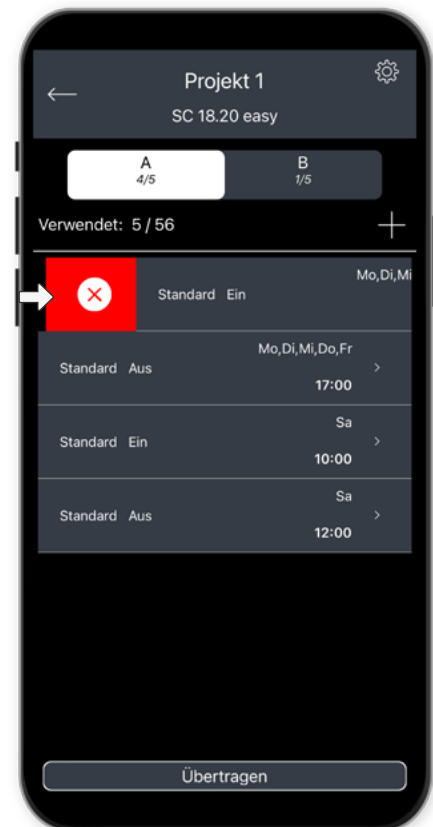 Projekt 1
SC 18.20 easy
A B
4/5 1/5
Verwendet: 5 / 56
Mo,Di,Mi
Standard Ein
Mo,Di,Mi,Do,Fr
Standard Aus
17:00
Sa
Standard Ein
10:00
Sa
Standard Aus
12:00
Übertragen